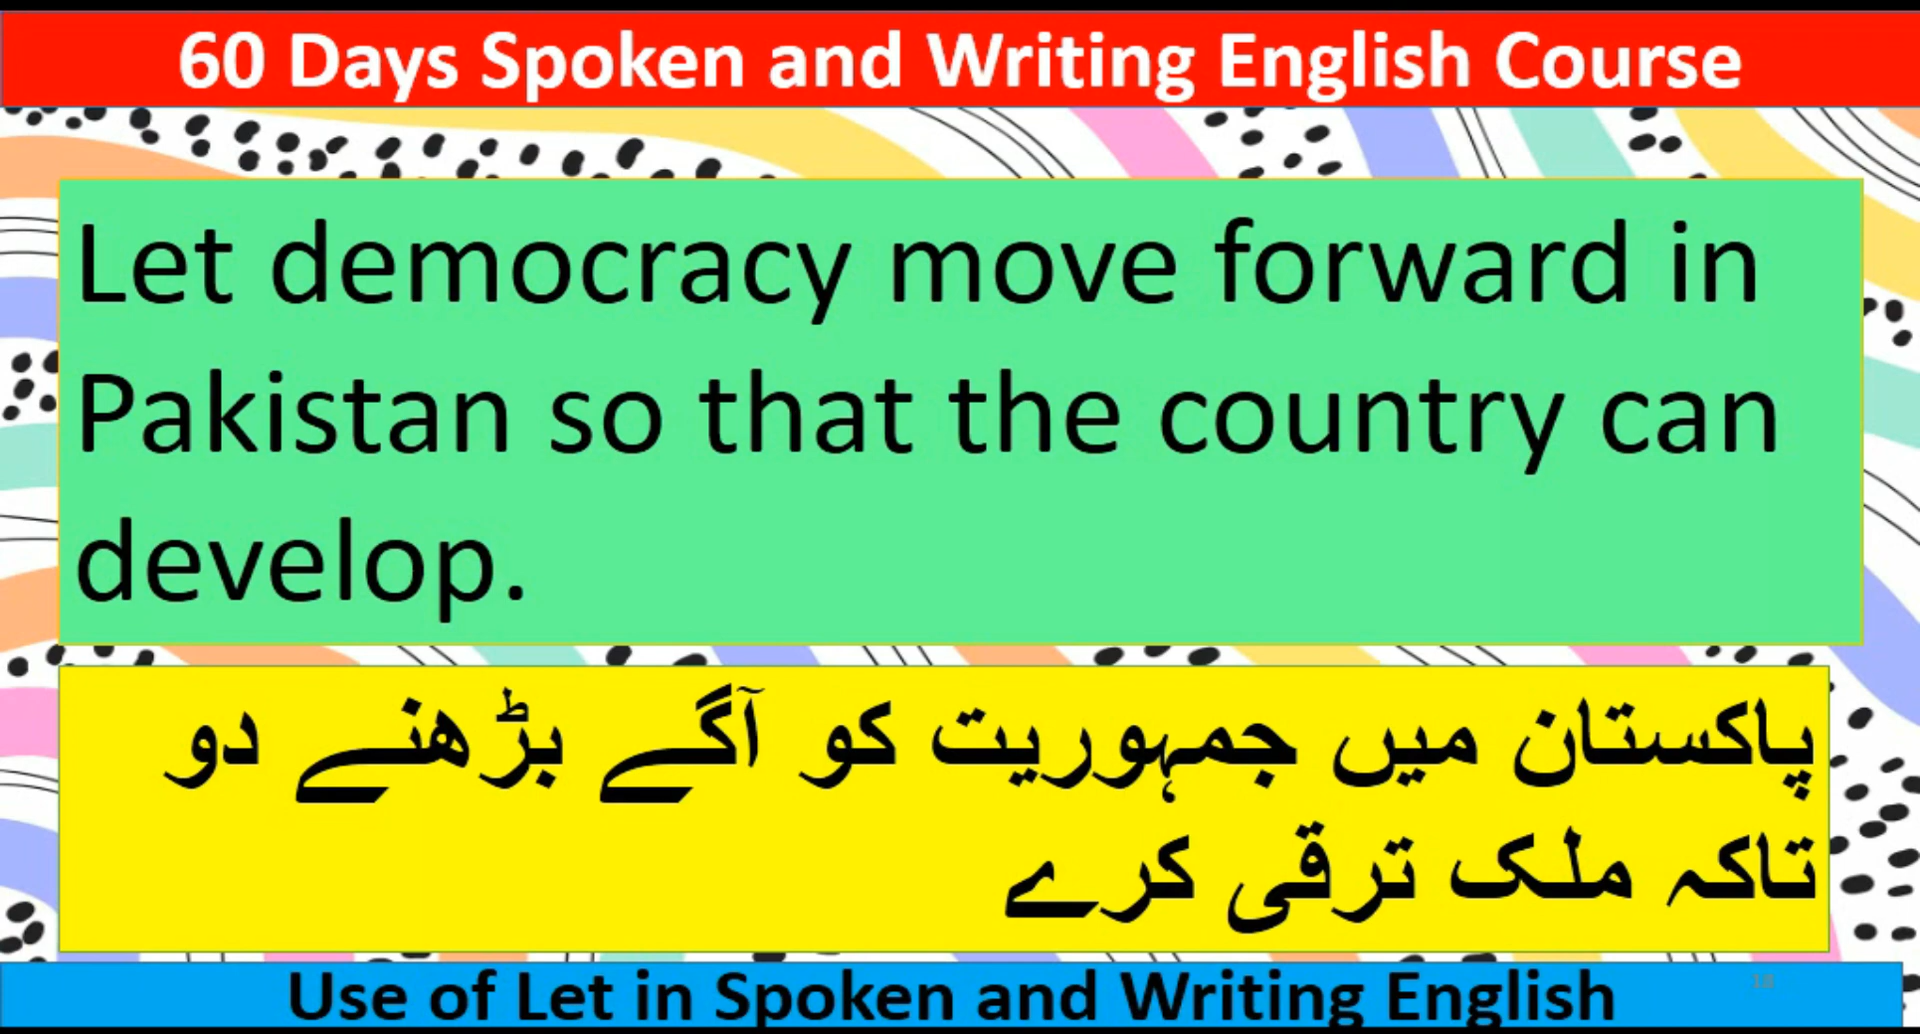 60 Days Spoken and Writing English Course
Let democracy move forward in
Pakistan so that the country can
develop.
پاکستان میں جمہوریت کو آگے بڑھنے دو
تاکہ ملک ترقی کرے
Use of Let in Spoken and Writing English
18